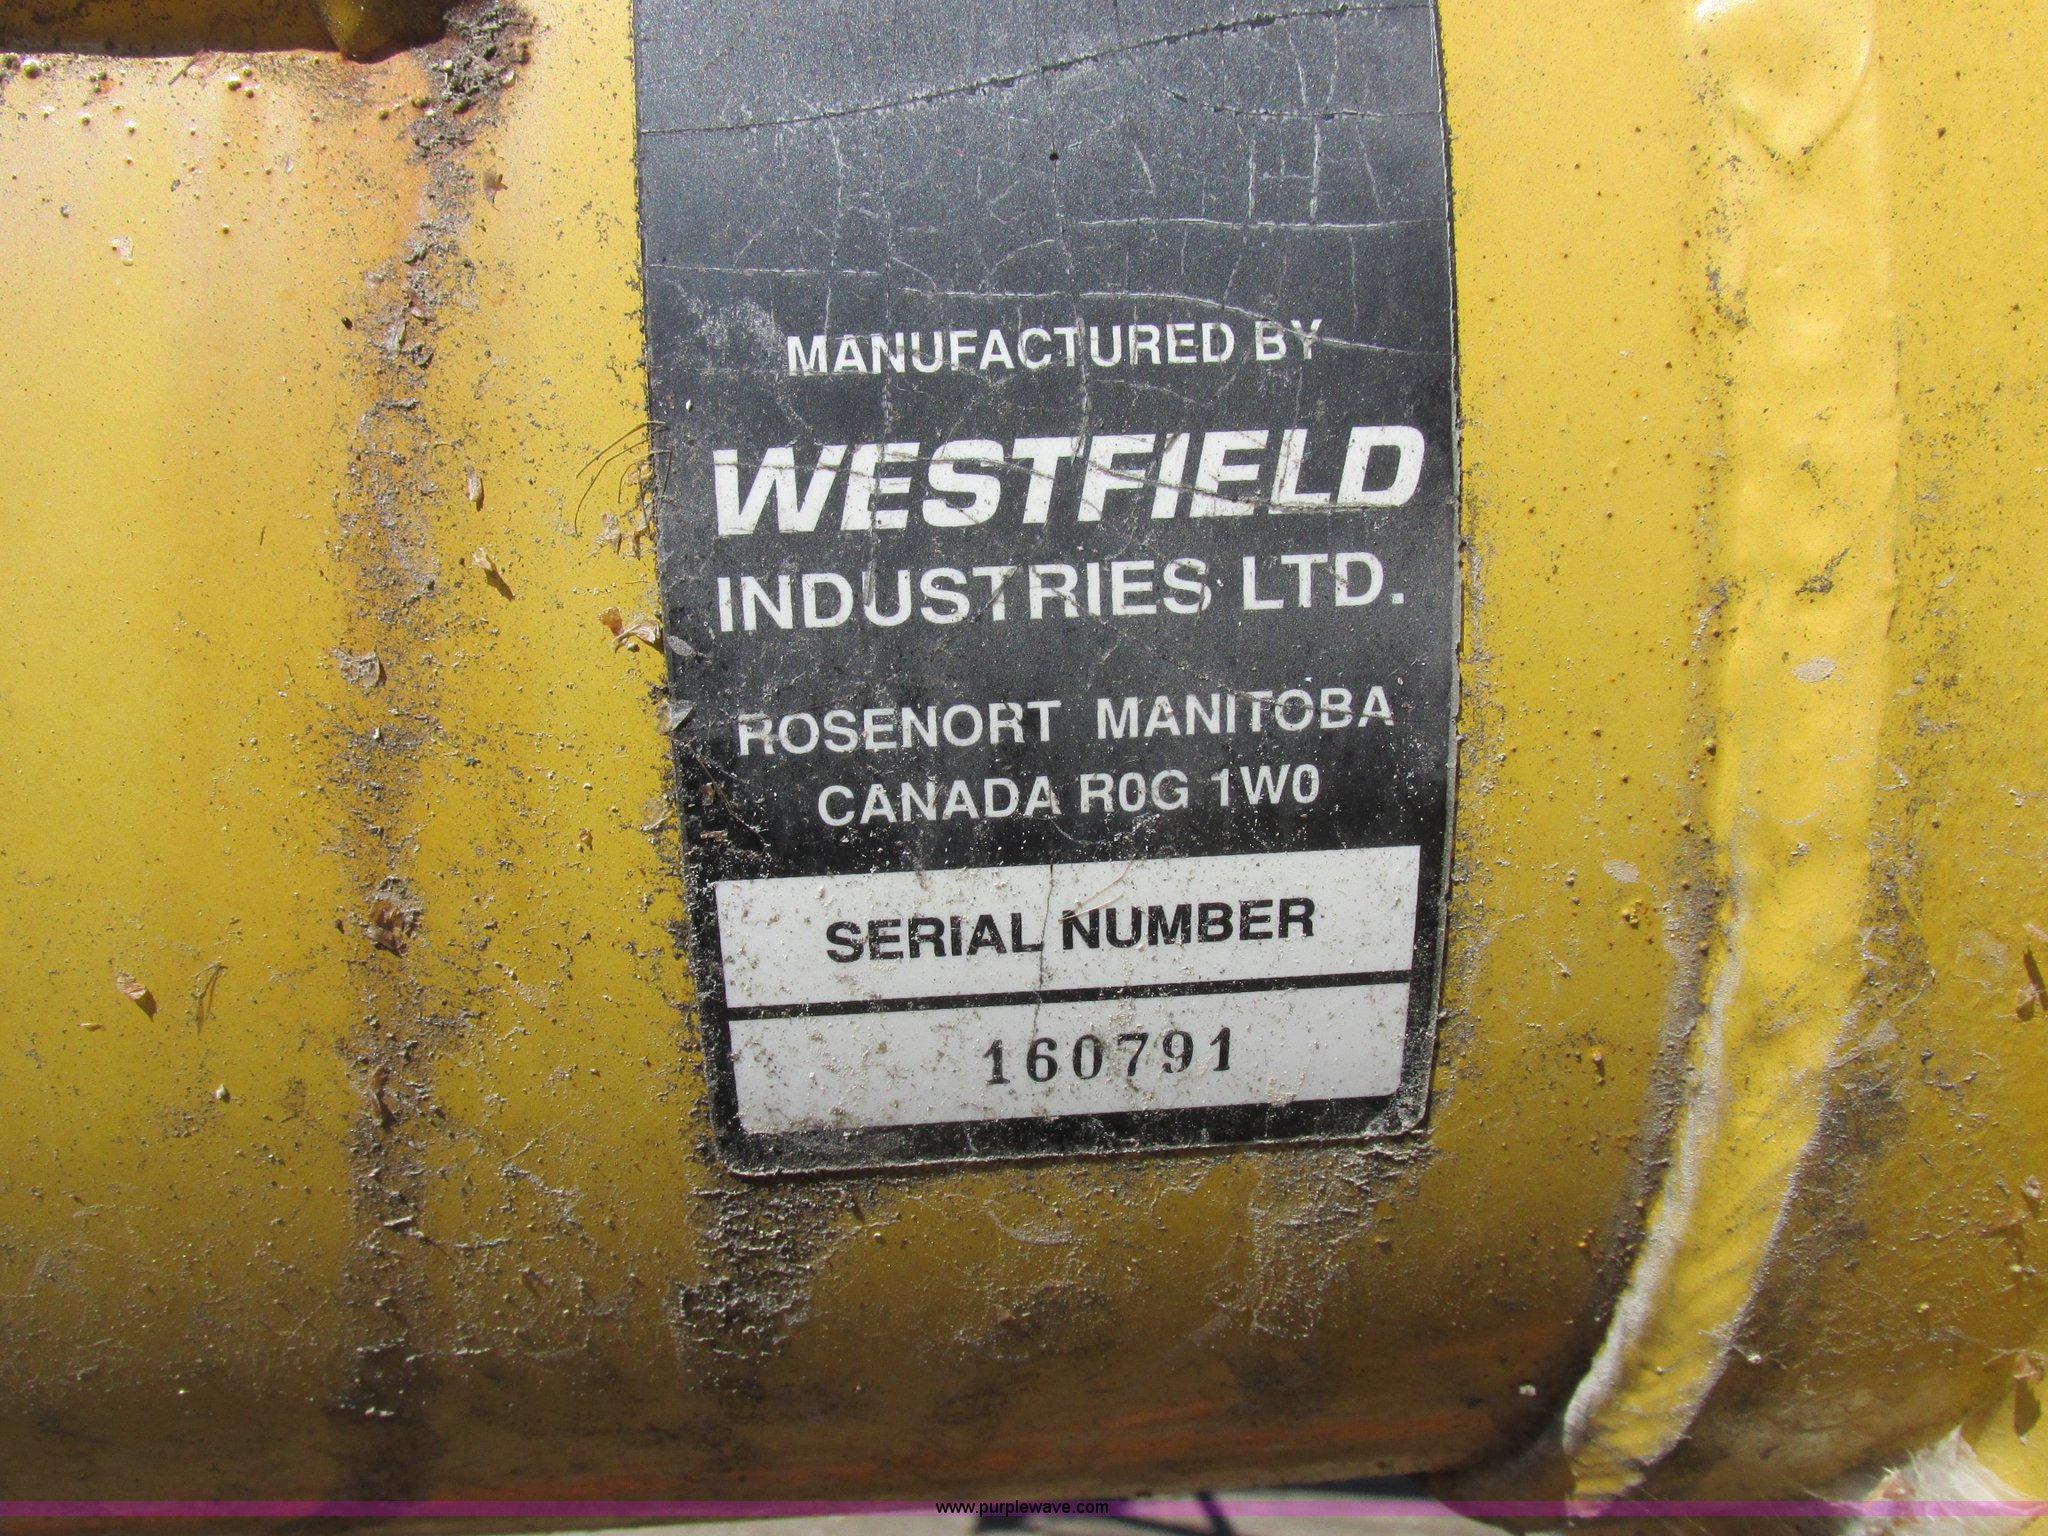 MANUFACTURED BY
WESTFIELD
INDUSTRIES LTD.
ROSENORT MANITOBA
CANADA R0G 1W0
SERIAL NUMBER
160791
www.purplewave.com